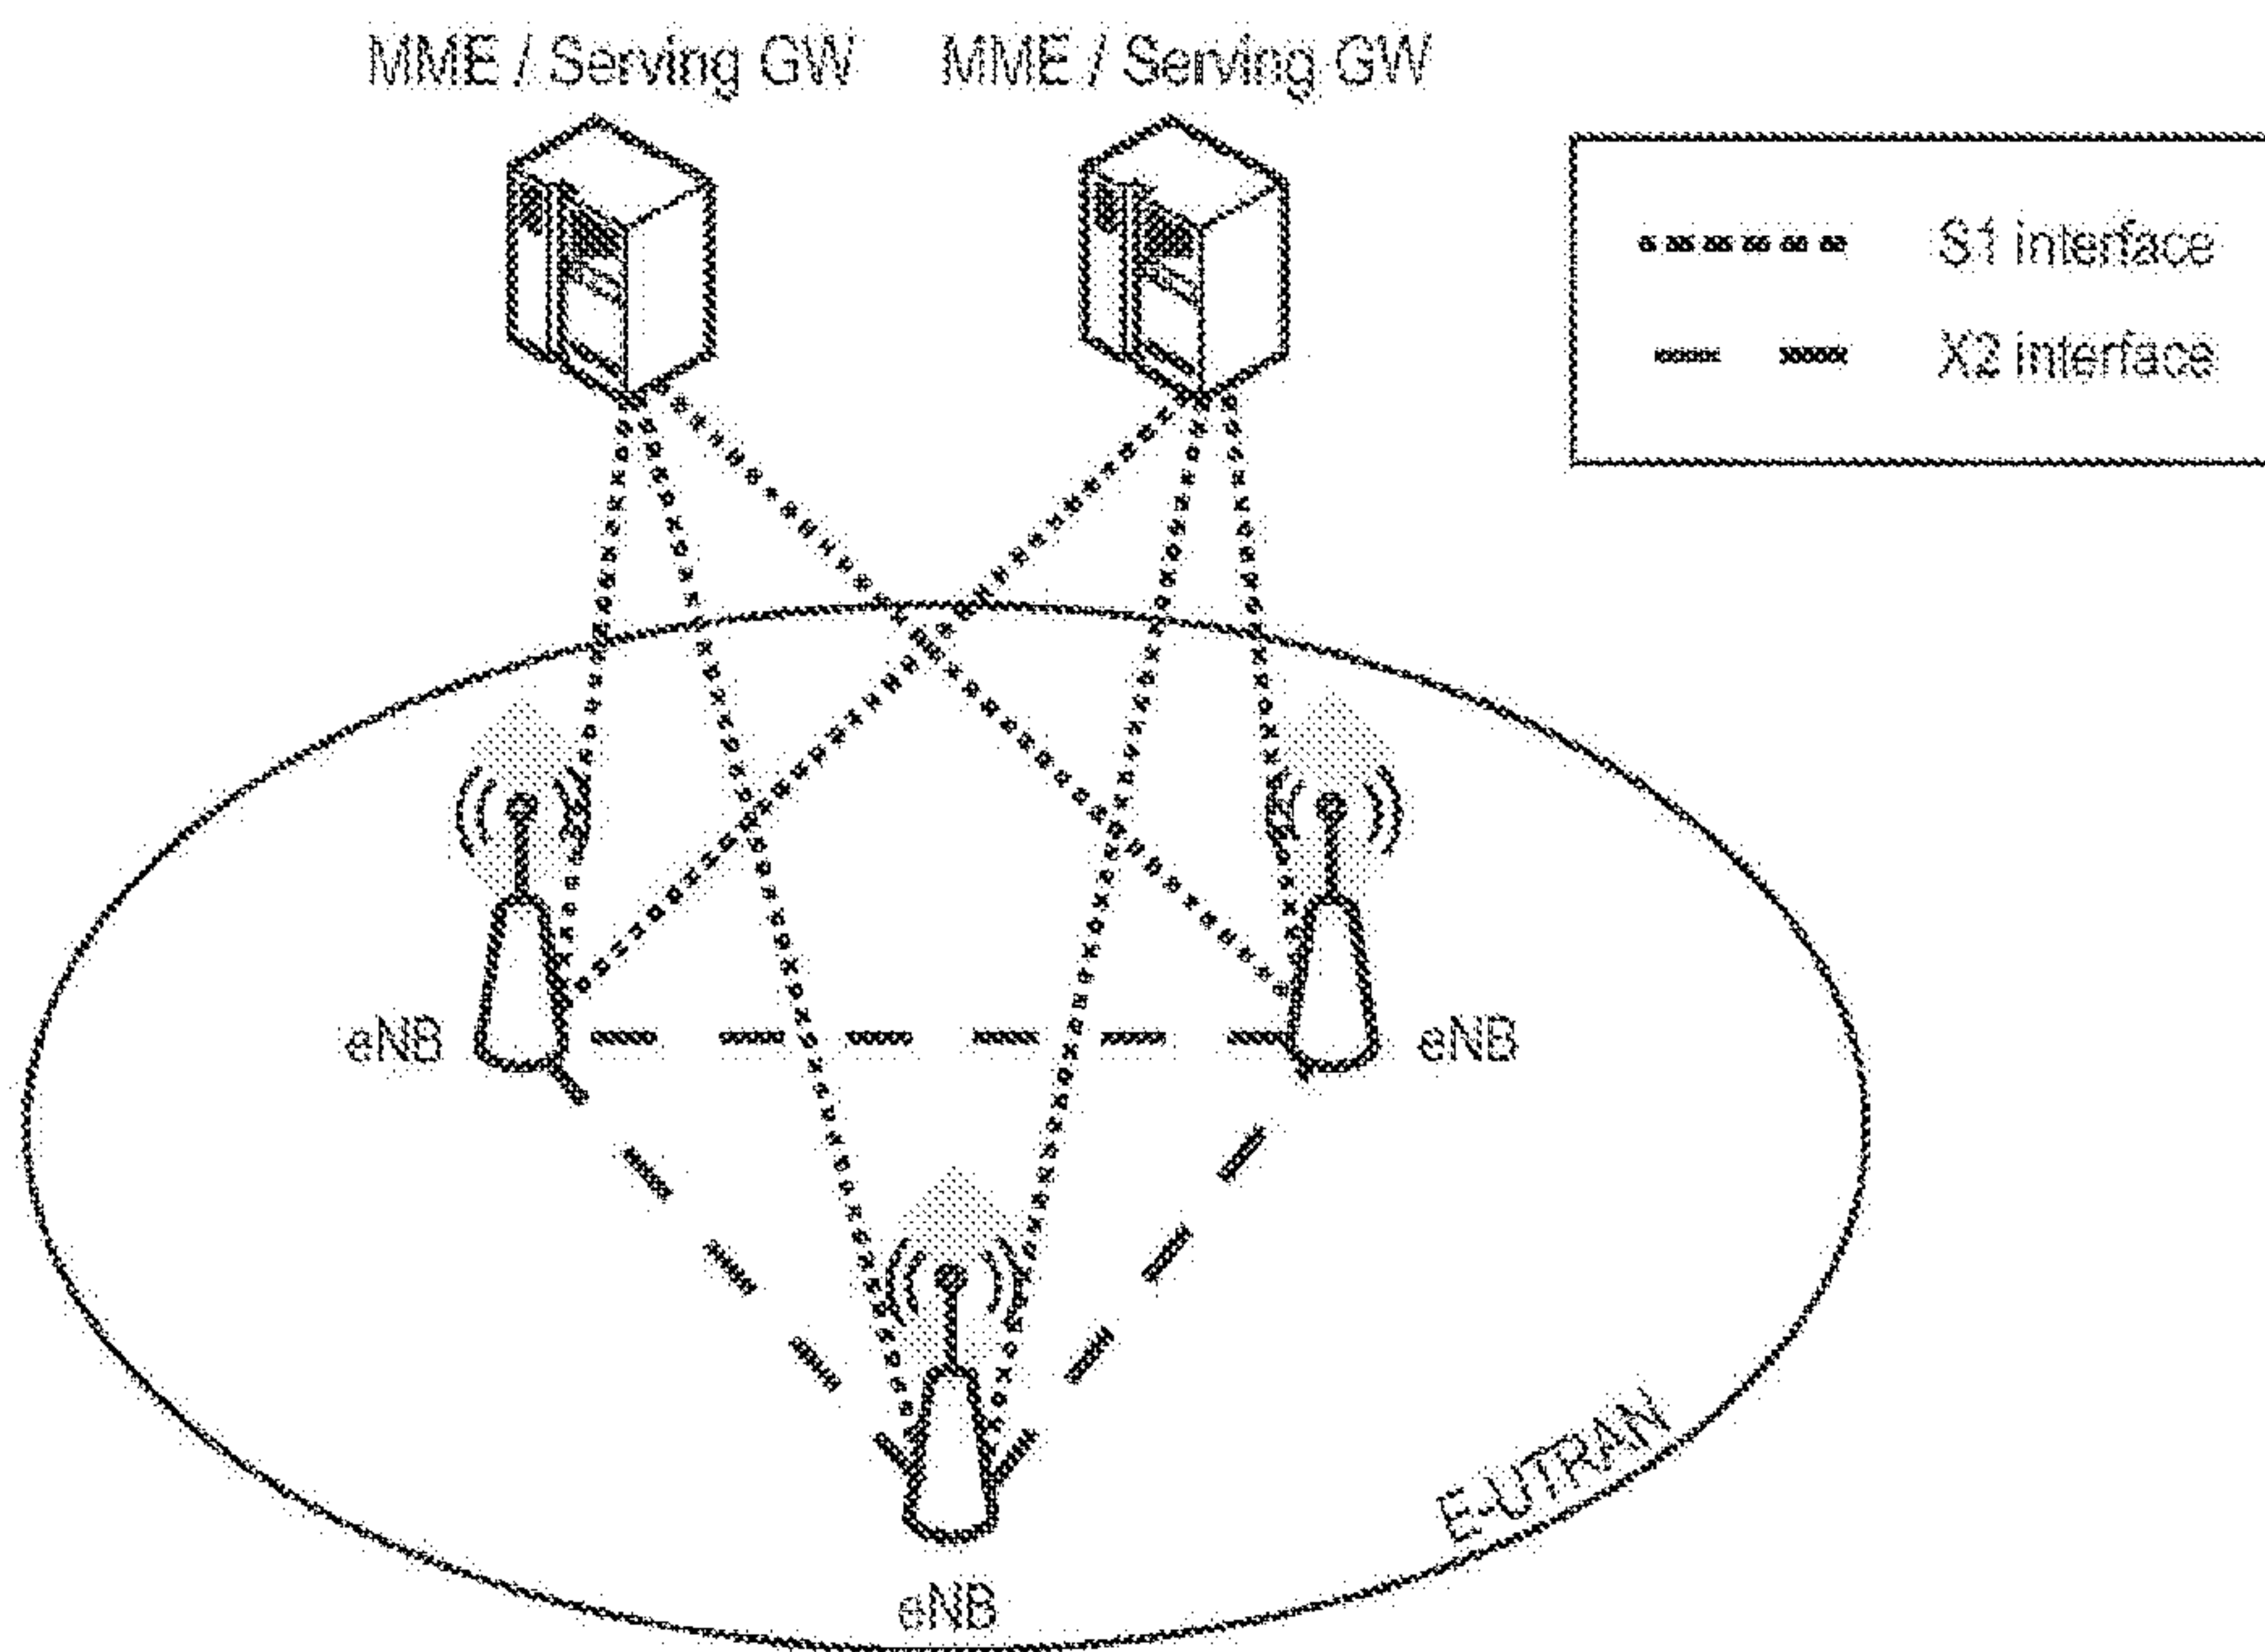 MME / Serving GW
MME / Serving GW
S1 interface
X2 interface
eNB
eNB
E-UTRAN
eNB